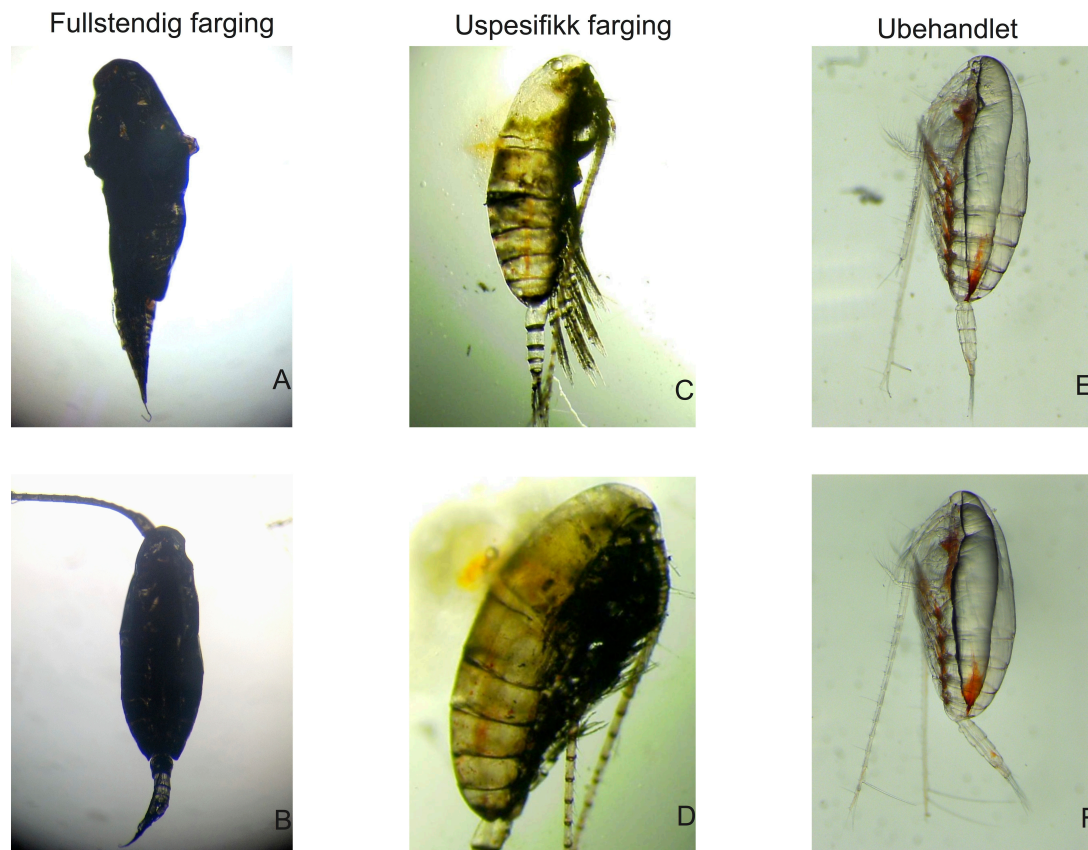 Fullstendig farging
Uspesifikk farging
Ubehandlet
A
C
E
B
D
F